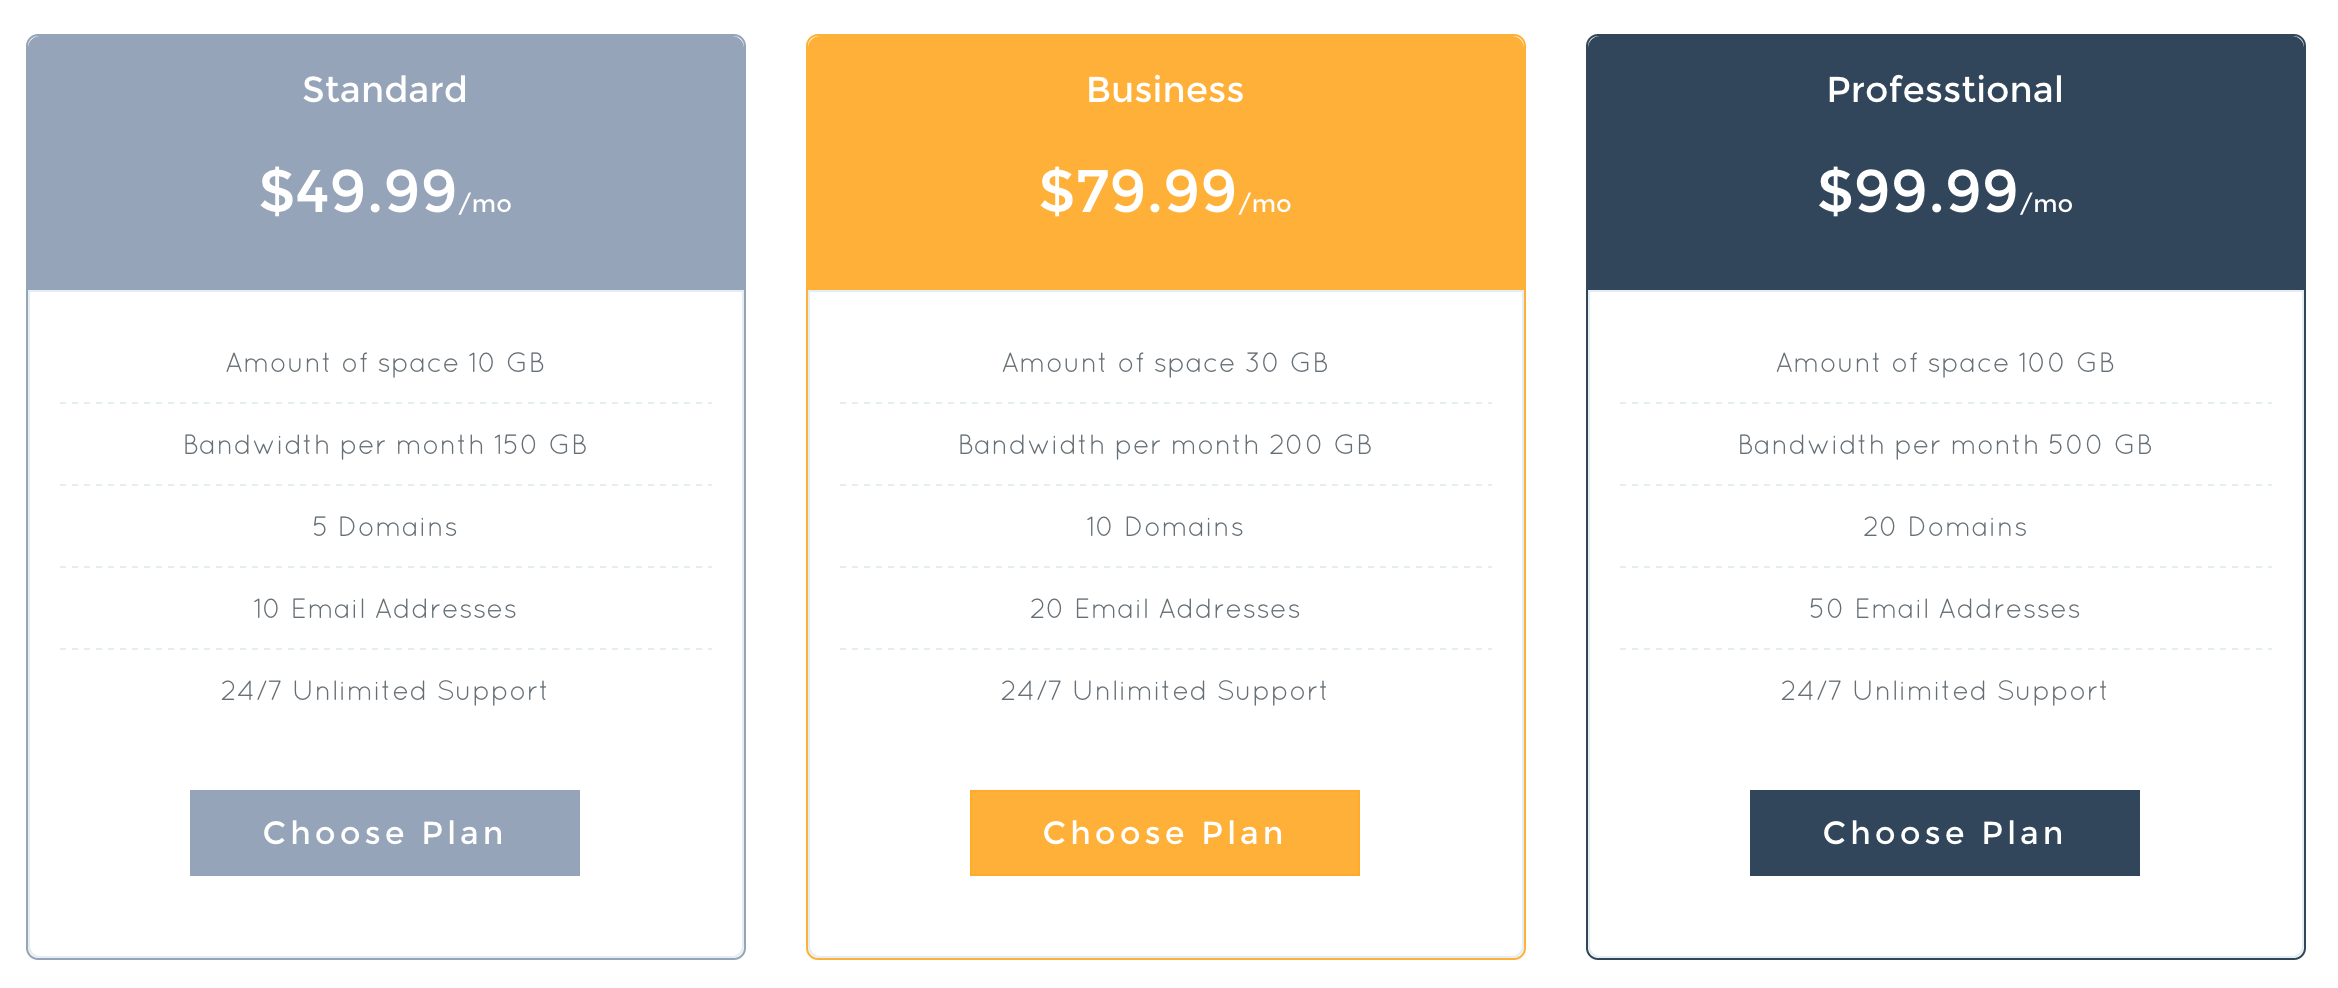 Standard
$49.99/mo
Amount of space 10 GB
Bandwidth per month 150 GB
5 Domains
10 Email Addresses
24/7 Unlimited Support
Choose Plan
Business
$79.99/mo
Amount of space 30 GB
Bandwidth per month 200 GB
10 Domains
20 Email Addresses
24/7 Unlimited Support
Choose Plan
Professtional
$99.99/mo
Amount of space 100 GB
Bandwidth per month 500 GB
20 Domains
50 Email Addresses
24/7 Unlimited Support
Choose Plan